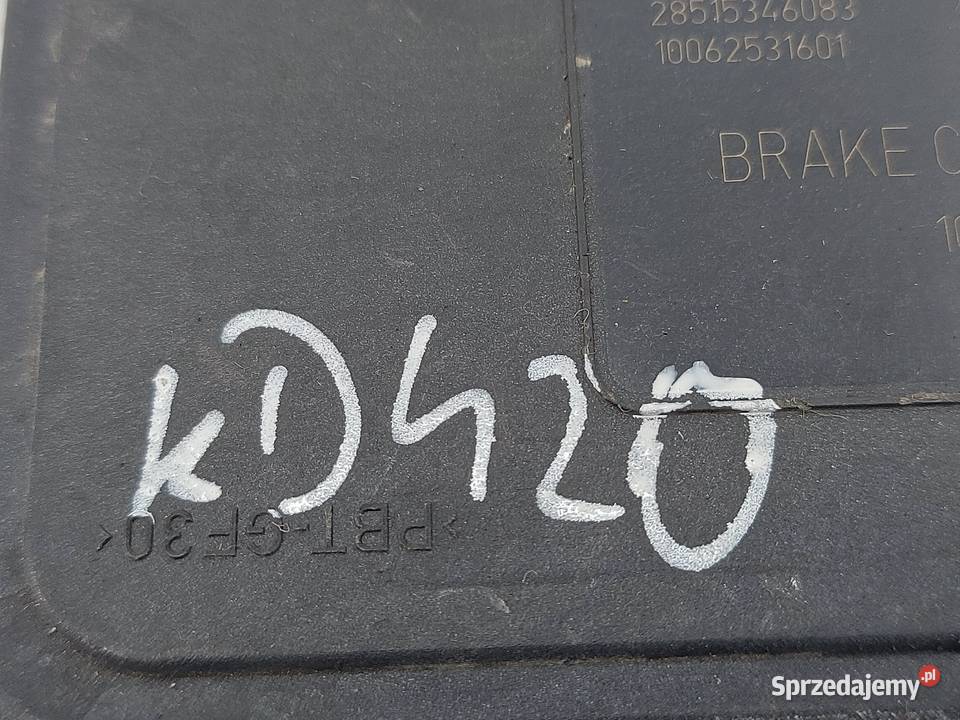 28515346083
10062531601
BRAKE
KD420
>PBT-GF30<
Sprzedajemy.pl